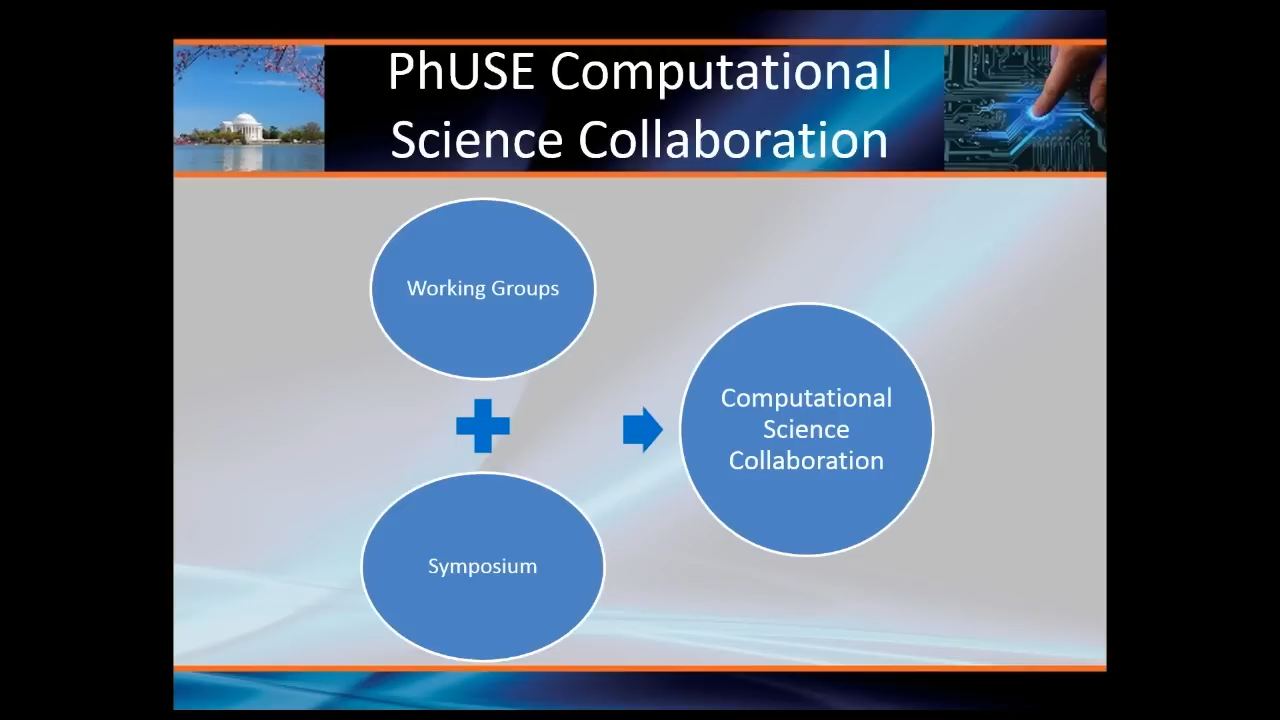 PhUSE Computational
Science Collaboration
Working Groups
Symposium
Computational
Science
Collaboration